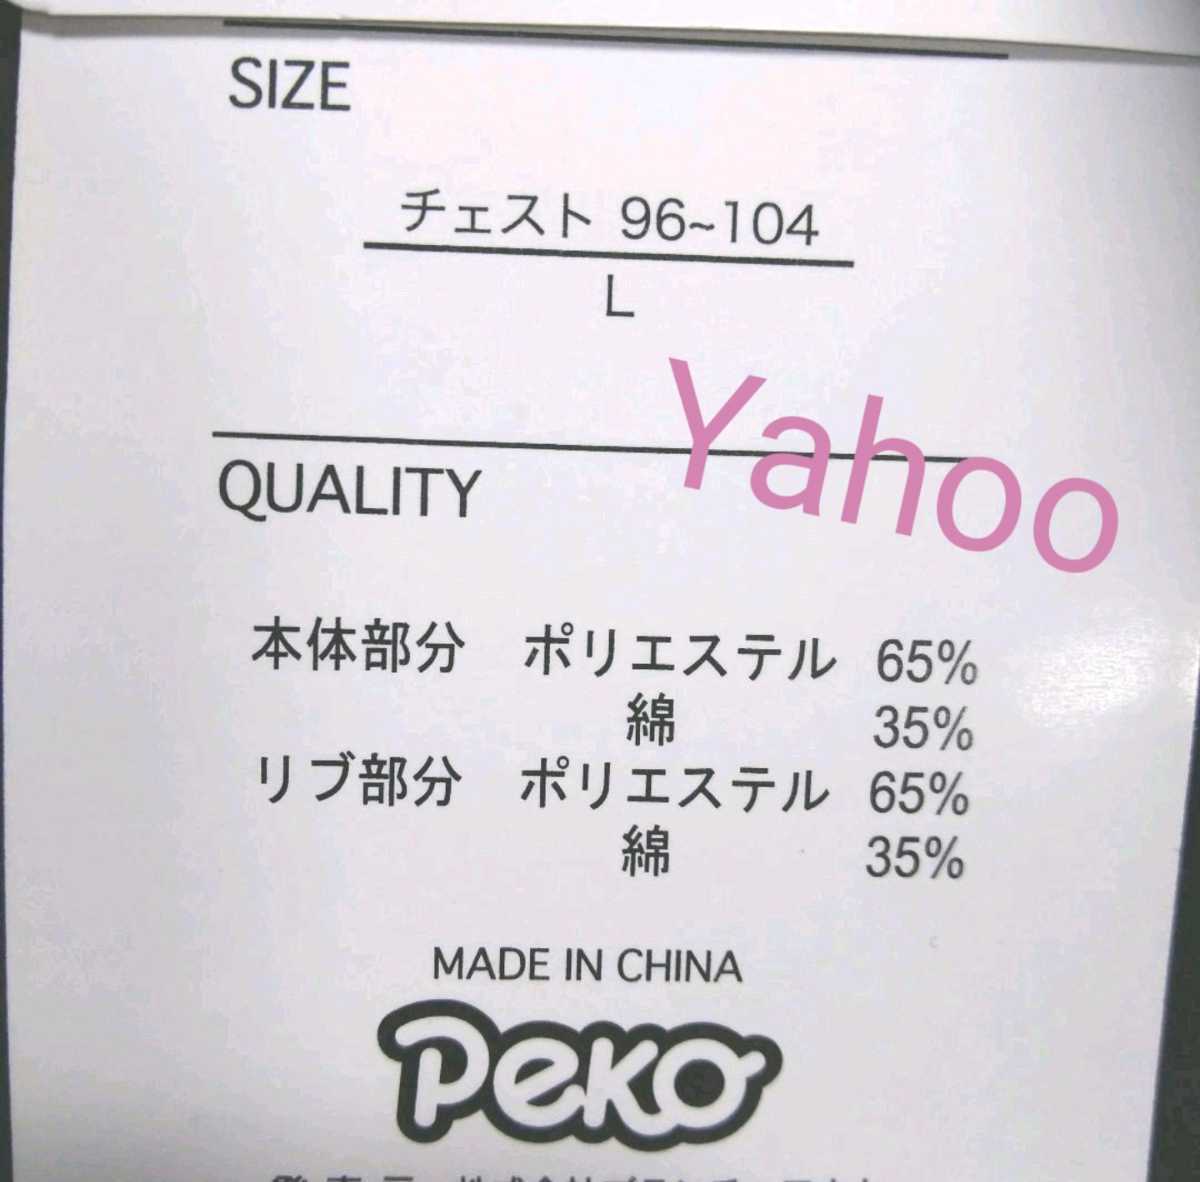 SIZE
チェスト 96~104
L
Yahoo
QUALITY
本体部分 ポリエステル 65%
綿 35%
リブ部分 ポリエステル 65%
綿 35%
MADE IN CHINA
Peko